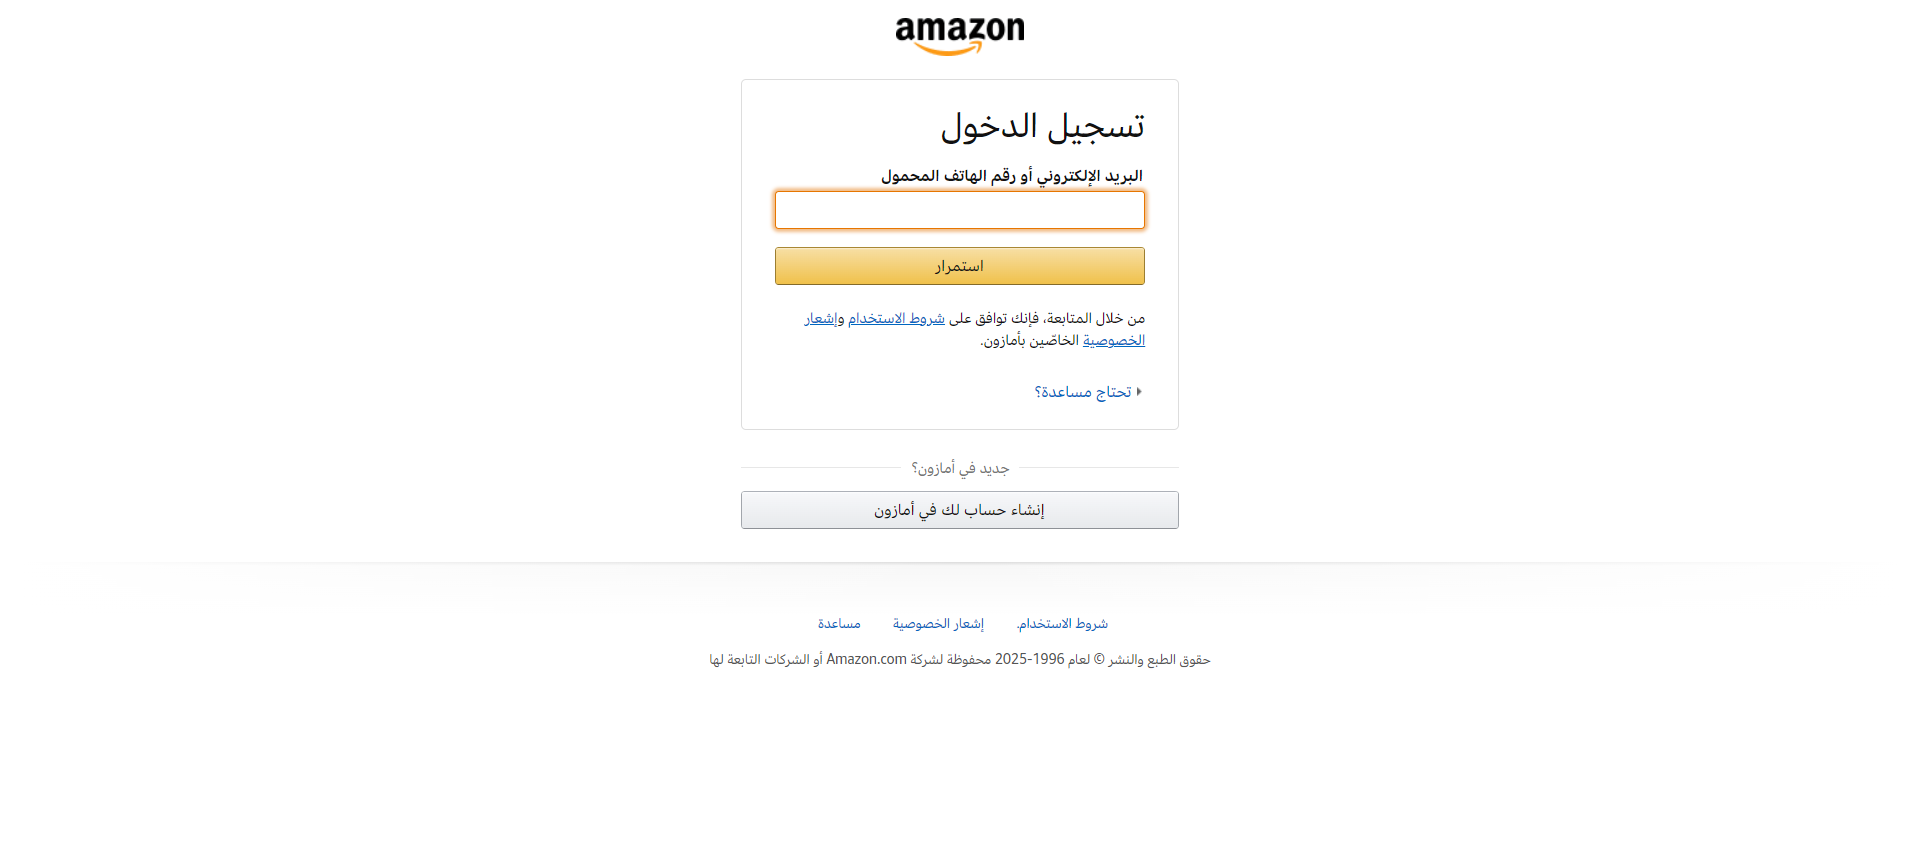 amazon
تسجيل الدخول
البريد الإلكتروني أو رقم الهاتف المحمول
استمرار
من خلال المتابعة، فإنك توافق على شروط الاستخدام وإشعار
الخصوصية الخاصّين بأمازون.
تحتاج مساعدة؟
جديد في أمازون؟
إنشاء حساب لك في أمازون
شروط الاستخدام. إشعار الخصوصية مساعدة
حقوق الطبع والنشر © لعام 1996-2025 محفوظة لشركة Amazon.com أو الشركات التابعة لها